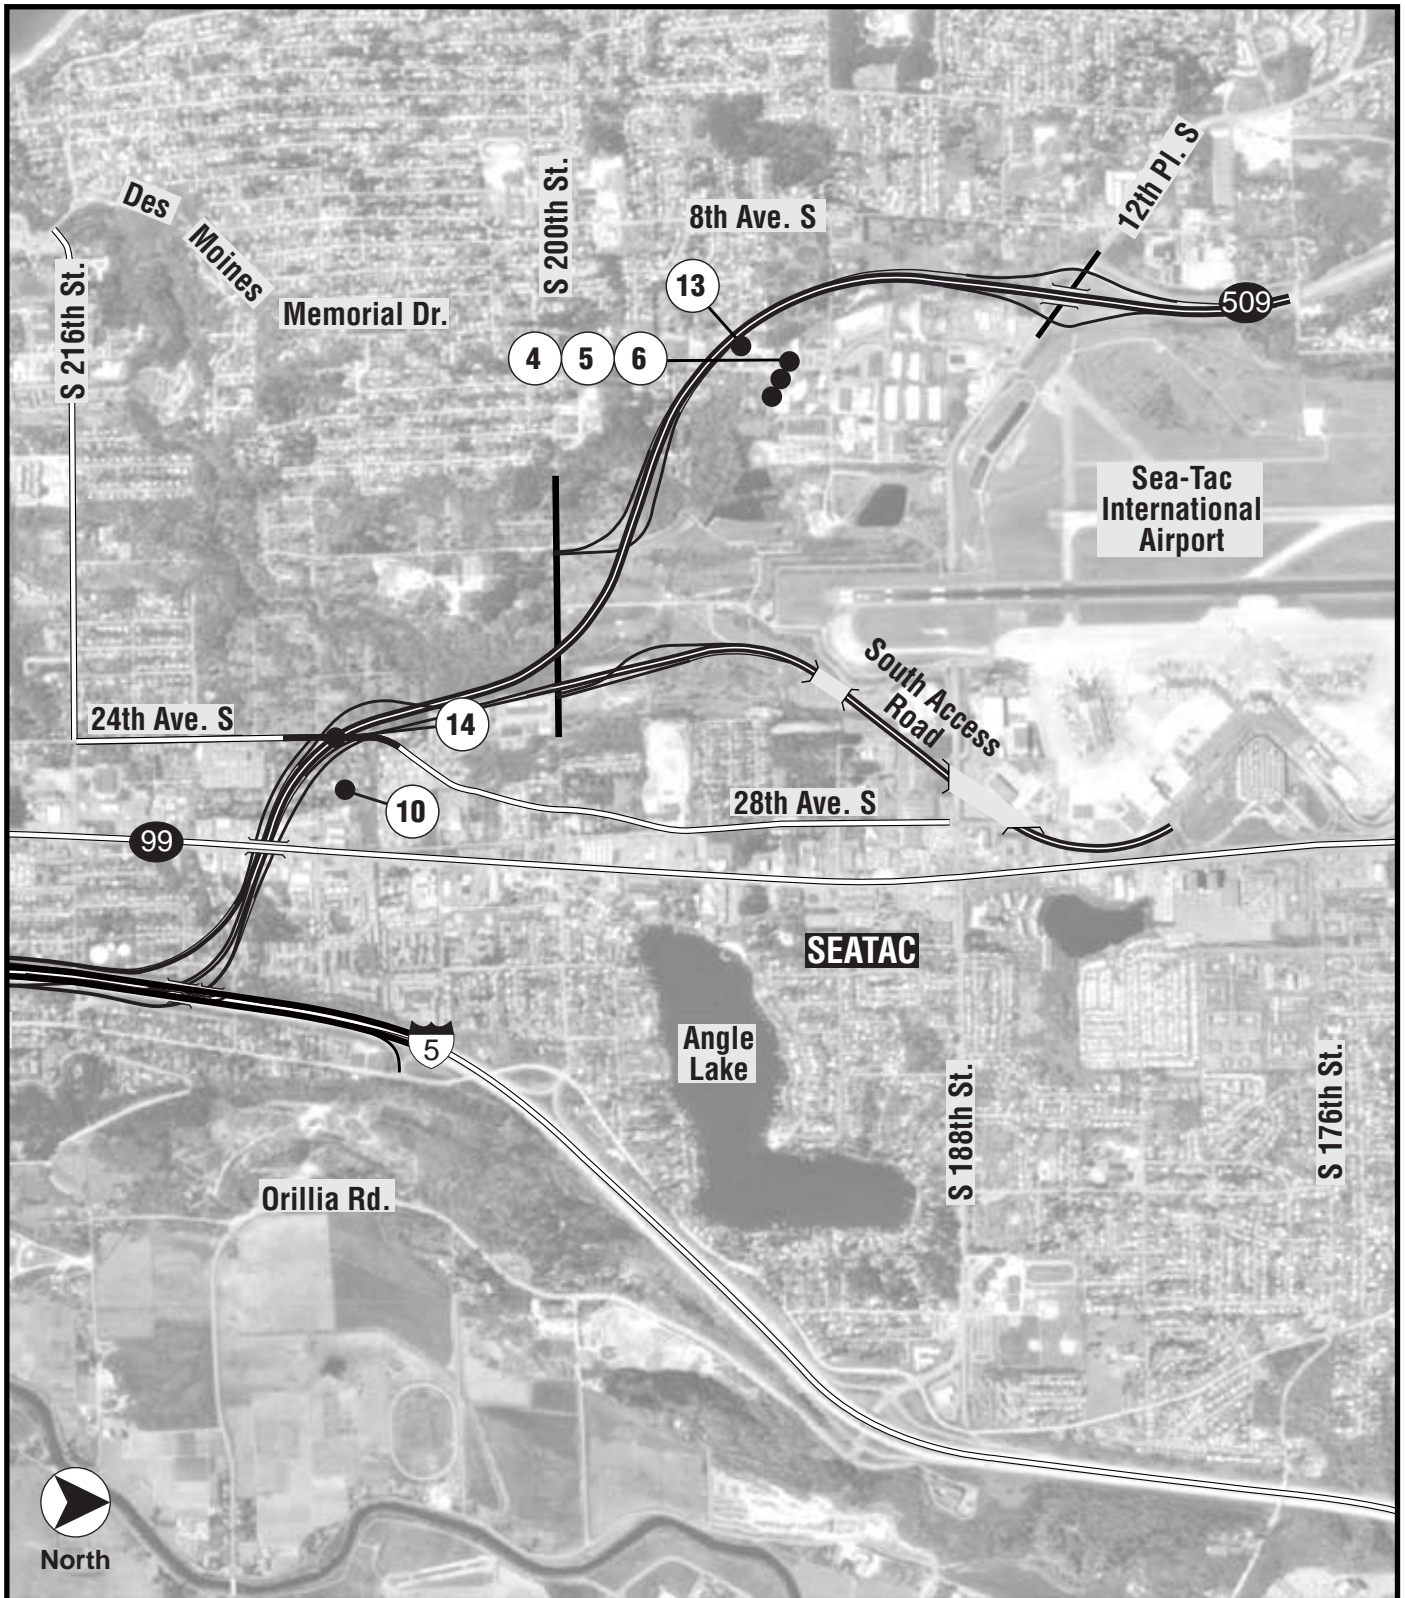 12th Pl. S
Des
Moines
Memorial Dr.
S 200th St.
8th Ave. S
S 216th St.
13
509
4 5 6
Sea-Tac
International
Airport
South Access
Road
24th Ave. S
14
10
28th Ave. S
99
SEATAC
5
Angle
Lake
S 188th St.
S 176th St.
Orillia Rd.
North